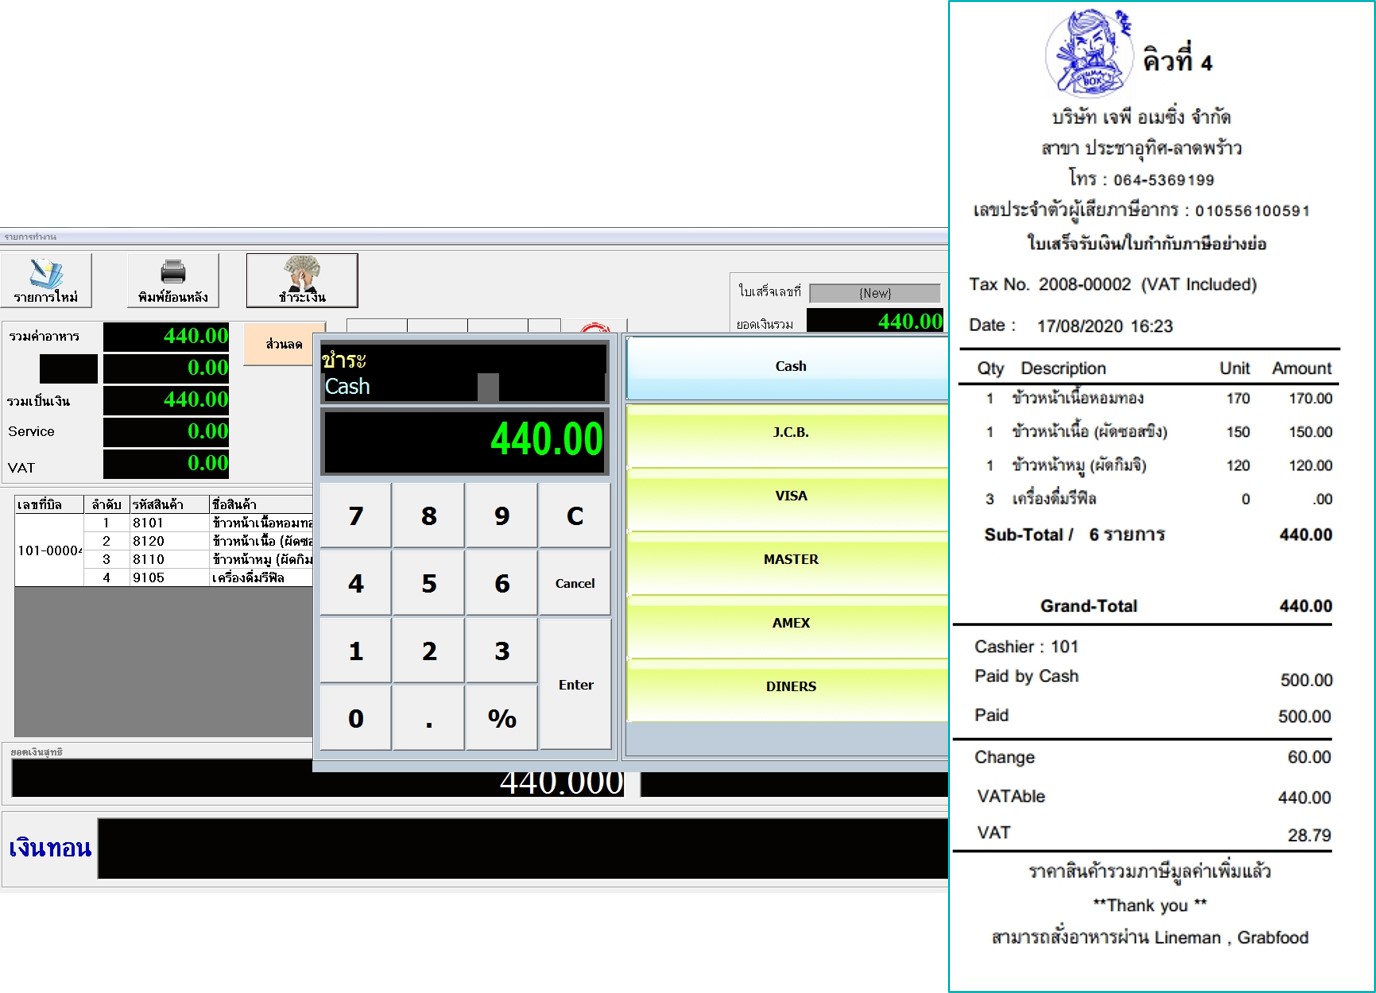 รายการทำงาน
รายการใหม่
พิมพ์ย้อนหลัง
ชำระเงิน
ใบเสร็จเลขที่ (New)
ยอดเงินรวม 440.00
รวมค่าอาหาร 440.00
0.00
รวมเป็นเงิน 440.00
Service 0.00
VAT 0.00
ส่วนลด
เลขที่บิล ลำดับ รหัสสินค้า ชื่อสินค้า
101-0000
1 8101 ข้าวหน้าเนื้อหอมทอ
2 8120 ข้าวหน้าเนื้อ (ผัดซอ
3 8110 ข้าวหน้าหมู (ผัดกิม
4 9105 เครื่องดื่มรีฟิล
ยอดเงินสุทธิ
440.000
เงินทอน
ชำระ
Cash
440.00
7 8 9 C
4 5 6 Cancel
1 2 3
Enter
0 . %
Cash
J.C.B.
VISA
MASTER
AMEX
DINERS
BOX
คิวที่ 4
บริษัท เจพี อเมซิ่ง จำกัด
สาขา ประชาอุทิศ-ลาดพร้าว
โทร : 064-5369199
เลขประจำตัวผู้เสียภาษีอากร : 010556100591
ใบเสร็จรับเงิน/ใบกำกับภาษีอย่างย่อ
Tax No. 2008-00002 (VAT Included)
Date : 17/08/2020 16:23
Qty Description Unit Amount
1 ข้าวหน้าเนื้อหอมทอง 170 170.00
1 ข้าวหน้าเนื้อ (ผัดซอสขิง) 150 150.00
1 ข้าวหน้าหมู (ผัดกิมจิ) 120 120.00
3 เครื่องดื่มรีฟิล 0 .00
Sub-Total / 6 รายการ 440.00
Grand-Total 440.00
Cashier : 101
Paid by Cash 500.00
Paid 500.00
Change 60.00
VATAble 440.00
VAT 28.79
ราคาสินค้ารวมภาษีมูลค่าเพิ่มแล้ว
**Thank you **
สามารถสั่งอาหารผ่าน Lineman , Grabfood